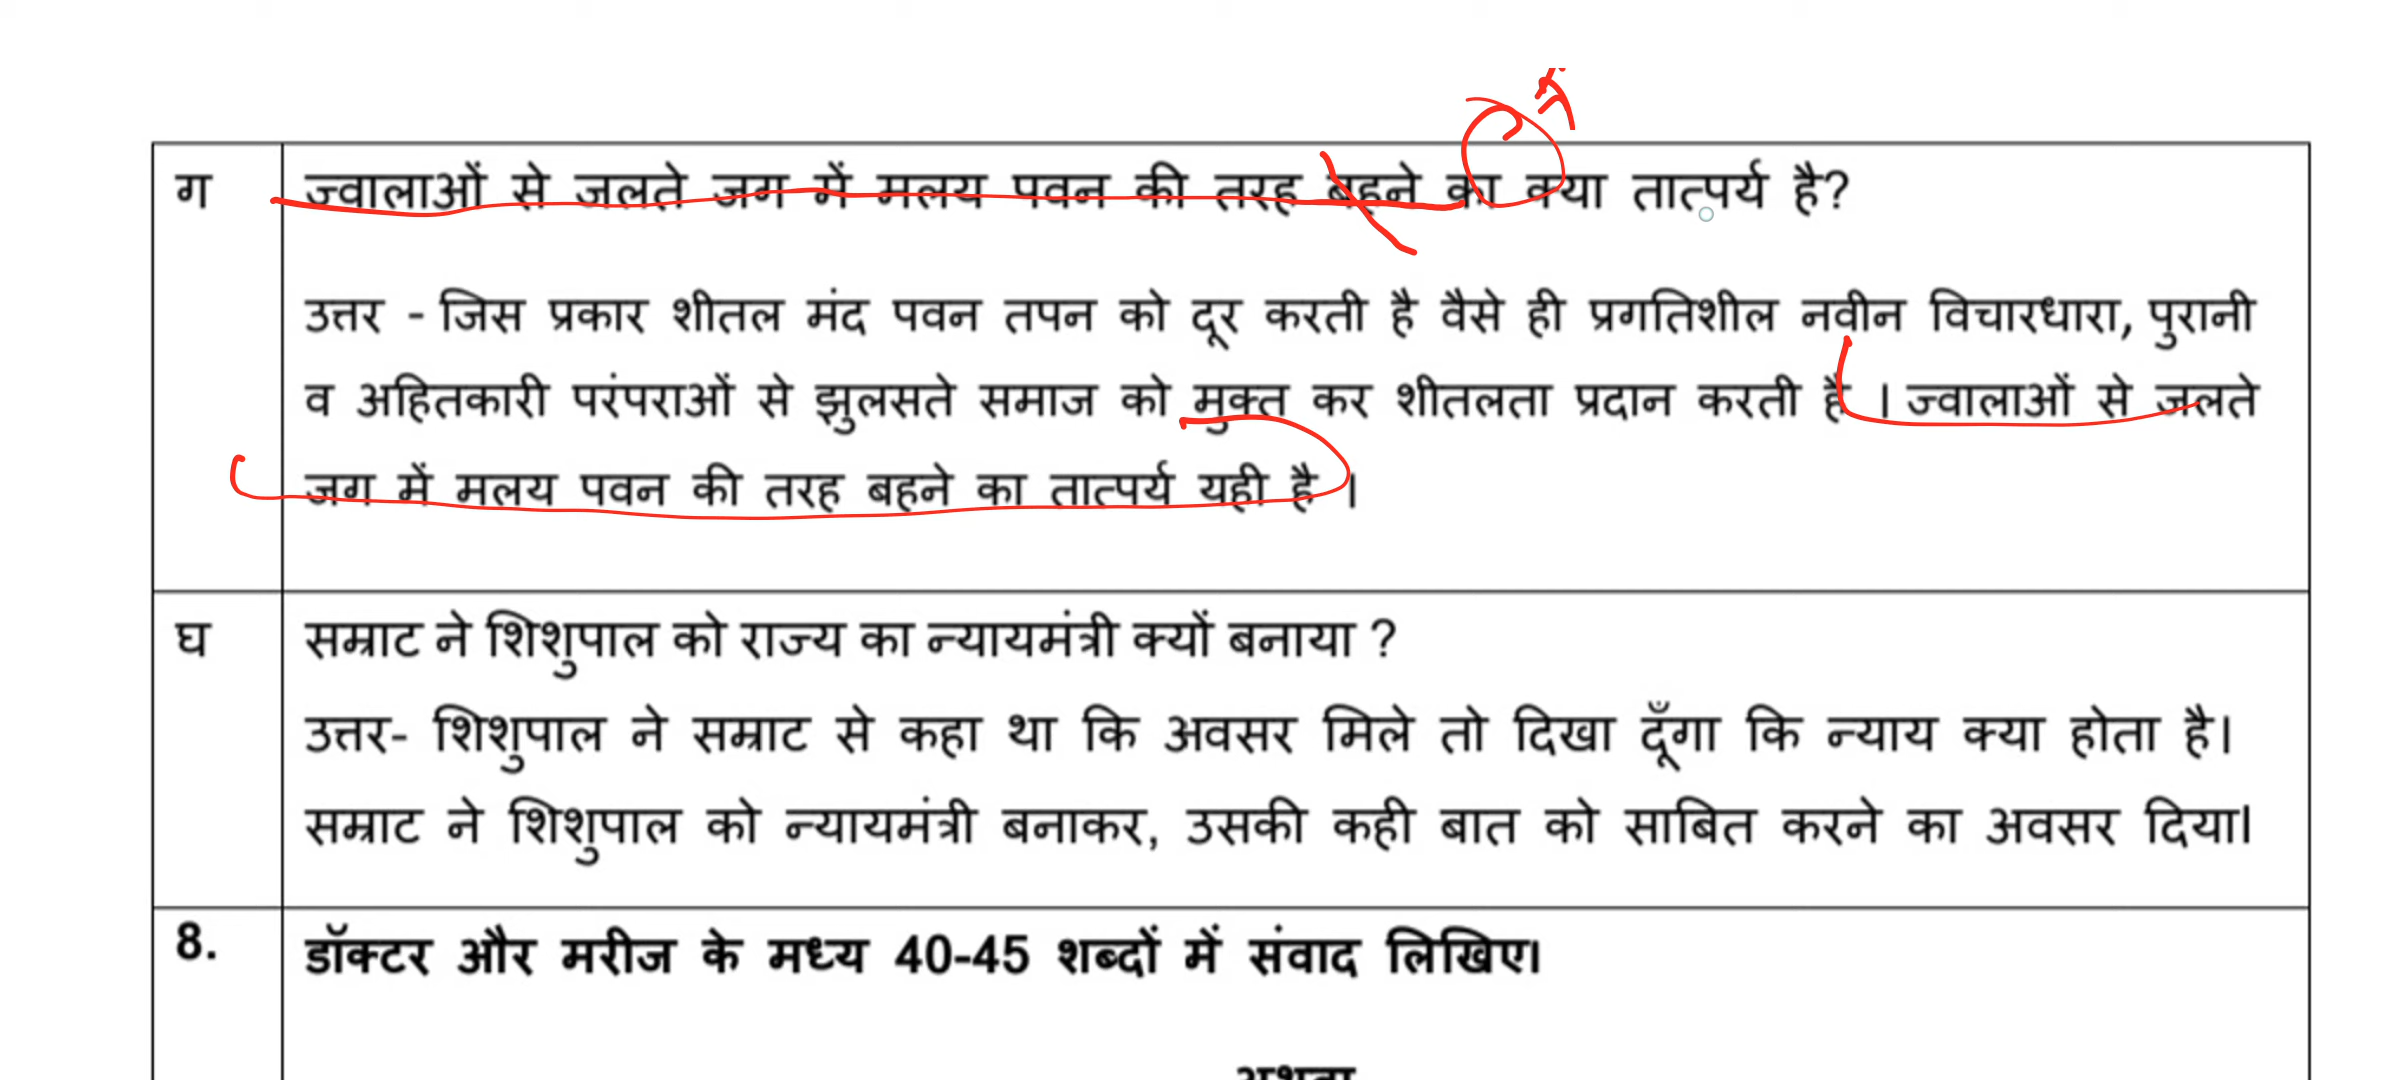 ग ज्वालाओं से जलते जग में मलय पवन की तरह बहने का क्या तात्पर्य है?
उत्तर - जिस प्रकार शीतल मंद पवन तपन को दूर करती है वैसे ही प्रगतिशील नवीन विचारधारा, पुरानी
व अहितकारी परंपराओं से झुलसते समाज को मुक्त कर शीतलता प्रदान करती है । ज्वालाओं से जलते
जग में मलय पवन की तरह बहने का तात्पर्य यही है ।
घ सम्राट ने शिशुपाल को राज्य का न्यायमंत्री क्यों बनाया ?
उत्तर- शिशुपाल ने सम्राट से कहा था कि अवसर मिले तो दिखा दूँगा कि न्याय क्या होता है।
सम्राट ने शिशुपाल को न्यायमंत्री बनाकर, उसकी कही बात को साबित करने का अवसर दिया।
8. डॉक्टर और मरीज के मध्य 40-45 शब्दों में संवाद लिखिए।
अथवा